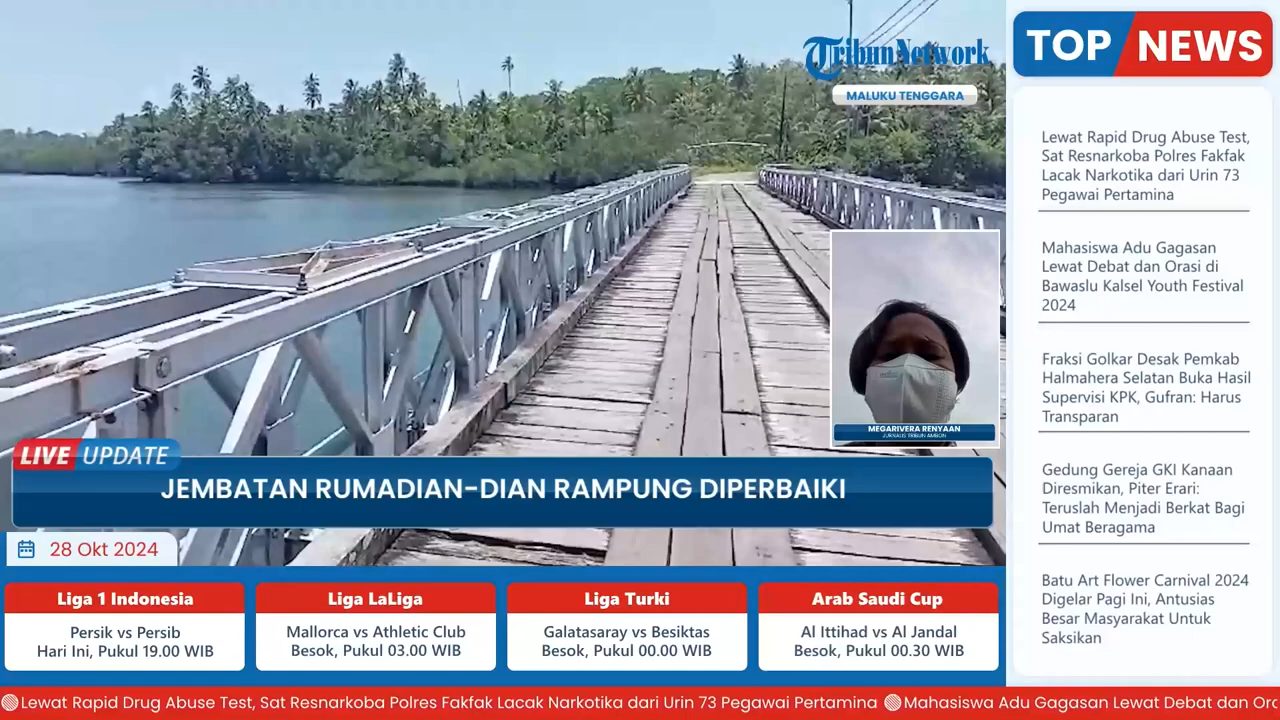 Tribun Network
MALUKU TENGGARA
MEGARIVERA RENYAAN
JURNALIS TRIBUN AMBON
LIVE UPDATE
JEMBATAN RUMADIAN-DIAN RAMPUNG DIPERBAIKI
28 Okt 2024
Liga 1 Indonesia
Persik vs Persib
Hari Ini, Pukul 19.00 WIB
Liga LaLiga
Mallorca vs Athletic Club
Besok, Pukul 03.00 WIB
Liga Turki
Galatasaray vs Besiktas
Besok, Pukul 00.00 WIB
Arab Saudi Cup
Al Ittihad vs Al Jandal
Besok, Pukul 00.30 WIB
TOP NEWS
Lewat Rapid Drug Abuse Test,
Sat Resnarkoba Polres Fakfak
Lacak Narkotika dari Urin 73
Pegawai Pertamina
Mahasiswa Adu Gagasan
Lewat Debat dan Orasi di
Bawaslu Kalsel Youth Festival
2024
Fraksi Golkar Desak Pemkab
Halmahera Selatan Buka Hasil
Supervisi KPK, Gufran: Harus
Transparan
Gedung Gereja GKI Kanaan
Diresmikan, Piter Erari:
Teruslah Menjadi Berkat Bagi
Umat Beragama
Batu Art Flower Carnival 2024
Digelar Pagi Ini, Antusias
Besar Masyarakat Untuk
Saksikan
Lewat Rapid Drug Abuse Test, Sat Resnarkoba Polres Fakfak Lacak Narkotika dari Urin 73 Pegawai Pertamina Mahasiswa Adu Gagasan Lewat Debat dan Ora